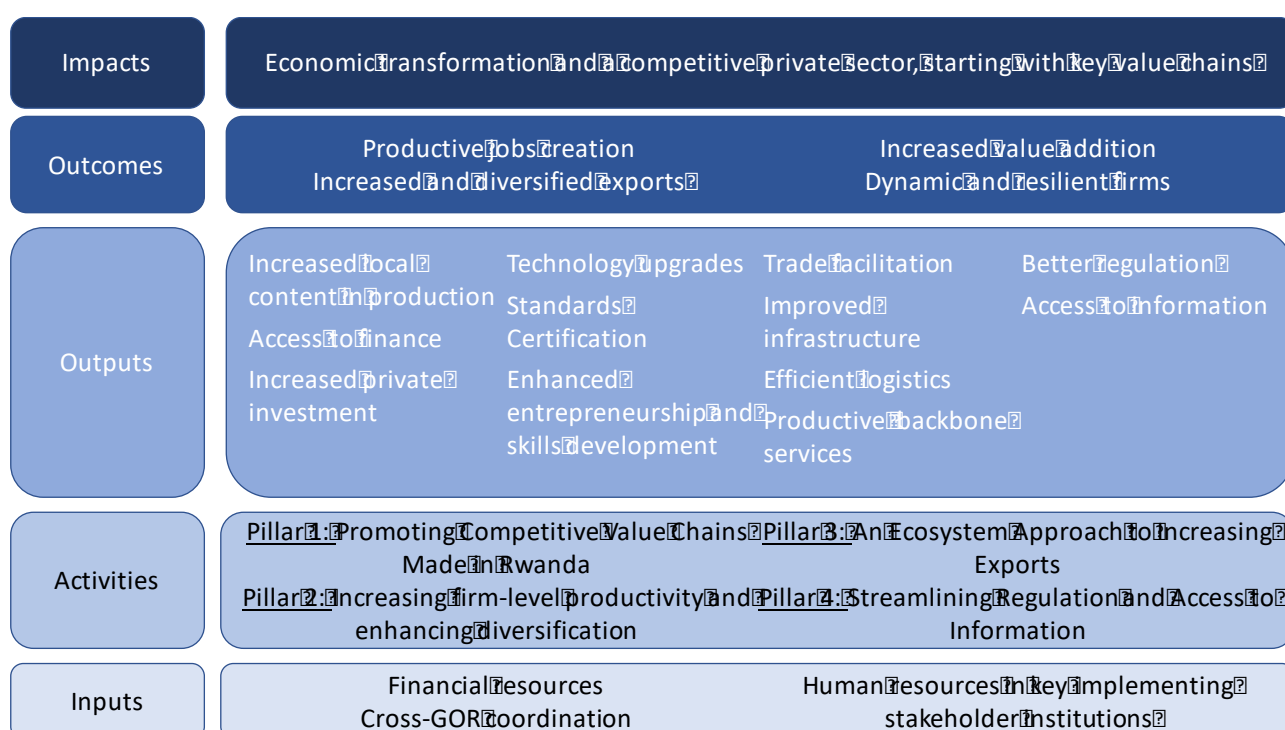 Impacts
Economic transformation and a competitive private sector, starting with key value chains
Outcomes
Productive jobs creation
Increased and diversified exports
Increased value addition
Dynamic and resilient firms
Outputs
Increased local
content in production
Access to finance
Increased private
investment
Technology upgrades
Standards
Certification
Enhanced
entrepreneurship and
skills development
Trade facilitation
Improved
infrastructure
Efficient logistics
Productive backbone
services
Better regulation
Access to information
Activities
Pillar 1: Promoting Competitive Value Chains
Made in Rwanda
Pillar 2: Increasing firm-level productivity and
enhancing diversification
Pillar 3: An Ecosystem Approach to Increasing
Exports
Pillar 4: Streamlining Regulation and Access to
Information
Inputs
Financial resources
Cross-GOR coordination
Human resources in key implementing
stakeholder institutions